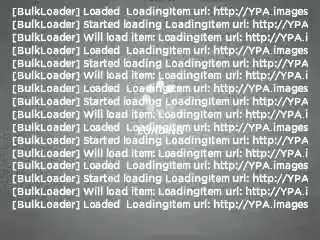 [BulkLoader] Loaded LoadingItem url: http://YPA.images
[BulkLoader] Started loading LoadingItem url: http://YPA
[BulkLoader] Will load item: LoadingItem url: http://YPA.i
[BulkLoader] Loaded LoadingItem url: http://YPA.images
[BulkLoader] Started loading LoadingItem url: http://YPA
[BulkLoader] Will load item: LoadingItem url: http://YPA.i
[BulkLoader] Loaded LoadingItem url: http://YPA.images
[BulkLoader] Started loading LoadingItem url: http://YPA
[BulkLoader] Will load item: LoadingItem url: http://YPA.i
[BulkLoader] Loaded LoadingItem url: http://YPA.images
LOADING
[BulkLoader] Started loading LoadingItem url: http://YPA
[BulkLoader] Will load item: LoadingItem url: http://YPA.i
[BulkLoader] Loaded LoadingItem url: http://YPA.images
[BulkLoader] Started loading LoadingItem url: http://YPA
[BulkLoader] Will load item: LoadingItem url: http://YPA.i
[BulkLoader] Loaded LoadingItem url: http://YPA.images